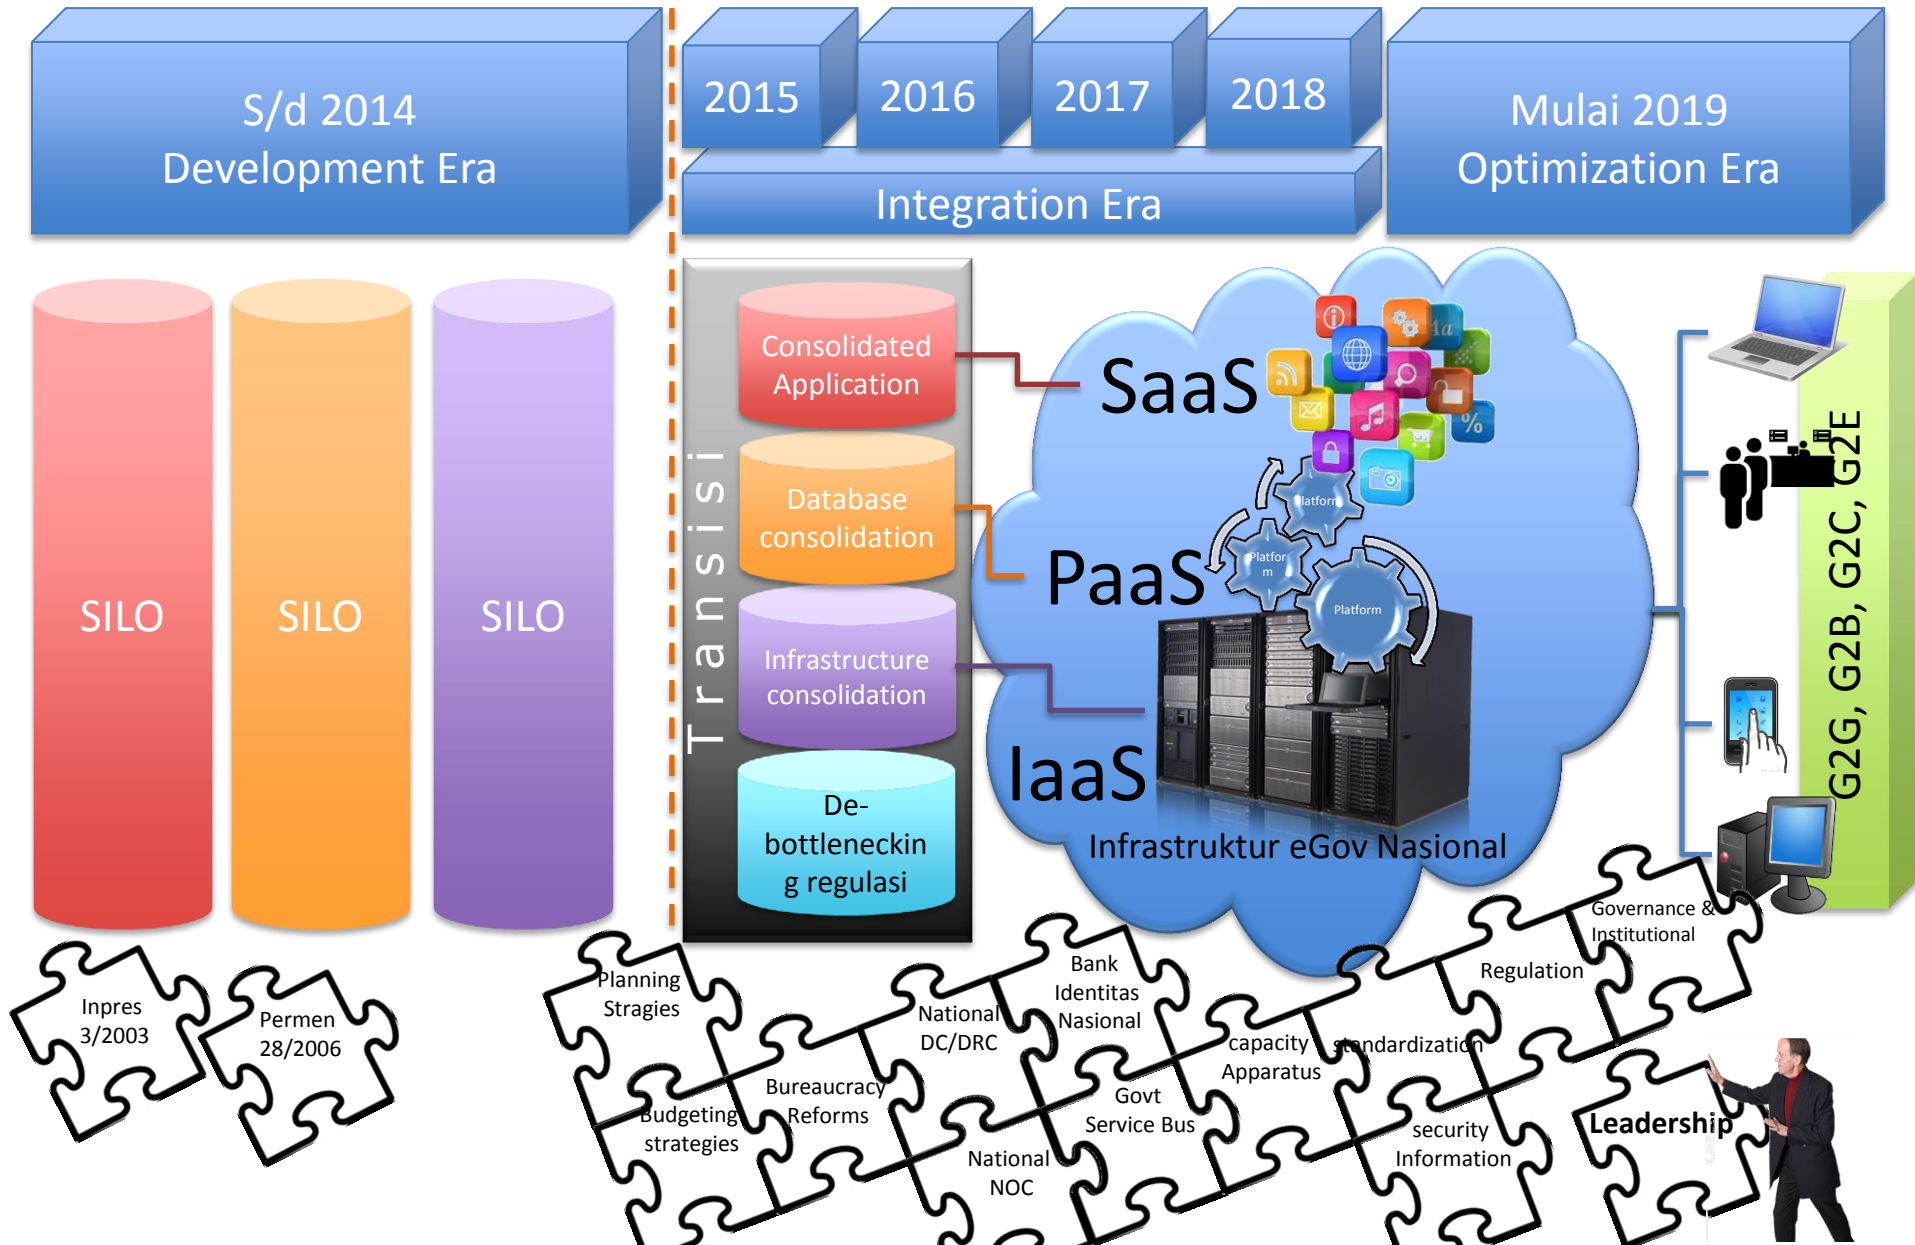 S/d 2014
Development Era
2015
2016
2017
2018
Integration Era
Mulai 2019
Optimization Era
SILO
SILO
SILO
Transisi
Consolidated
Application
Database
consolidation
Infrastructure
consolidation
De-
bottleneckin
g regulasi
SaaS
PaaS
IaaS
Aa
%
Platform
Platfor
m
Platform
Infrastruktur eGov Nasional
G2G, G2B, G2C, G2E
Inpres
3/2003
Permen
28/2006
Planning
Stragies
Budgeting
strategies
Bureaucracy
Reforms
National
DC/DRC
National
NOC
Bank
Identitas
Nasional
Govt
Service Bus
capacity
Apparatus
standardization
security
Information
Regulation
Governance &
Institutional
Leadership